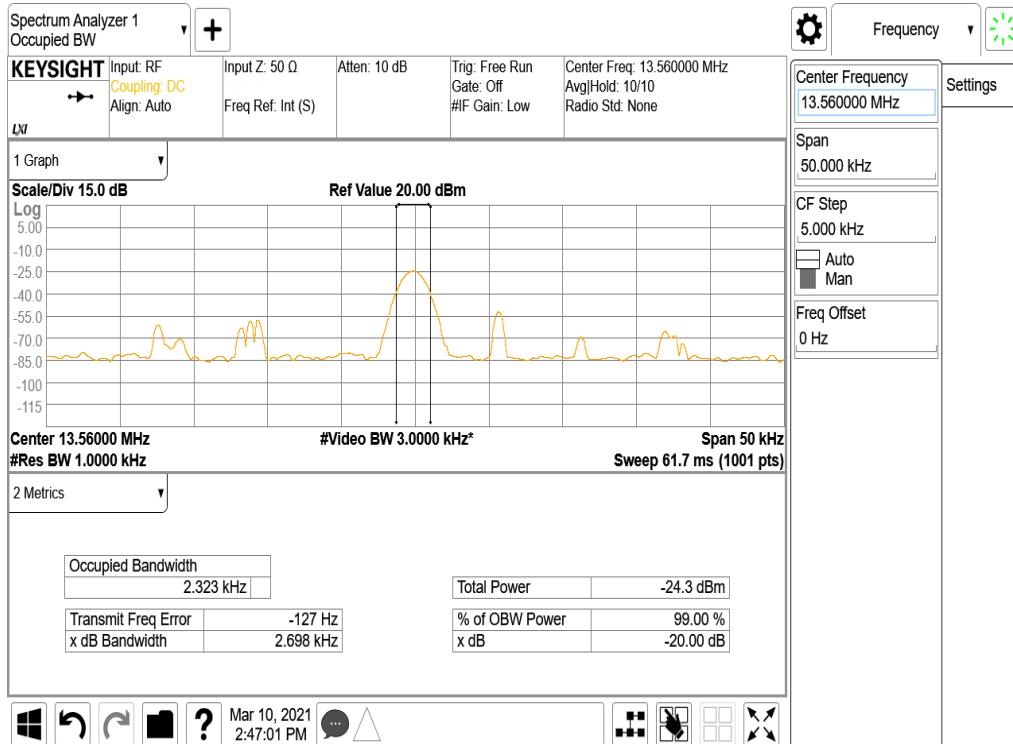 Spectrum Analyzer 1
Occupied BW
+
Frequency
KEYSIGHT
Input: RF
Coupling: DC
Align: Auto
LXI
Input Z: 50 Ω
Freq Ref: Int (S)
Atten: 10 dB
Trig: Free Run
Gate: Off
#IF Gain: Low
Center Freq: 13.560000 MHz
Avg|Hold: 10/10
Radio Std: None
Center Frequency
13.560000 MHz
Settings
Span
50.000 kHz
CF Step
5.000 kHz
Auto
Man
Freq Offset
0 Hz
1 Graph
Scale/Div 15.0 dB
Ref Value 20.00 dBm
Log
5.00
-10.0
-25.0
-40.0
-55.0
-70.0
-85.0
-100
-115
Center 13.56000 MHz
#Video BW 3.0000 kHz*
Span 50 kHz
#Res BW 1.0000 kHz
Sweep 61.7 ms (1001 pts)
2 Metrics
Occupied Bandwidth
2.323 kHz
Total Power -24.3 dBm
Transmit Freq Error -127 Hz
% of OBW Power 99.00 %
x dB Bandwidth 2.698 kHz
x dB -20.00 dB
?
Mar 10, 2021
2:47:01 PM